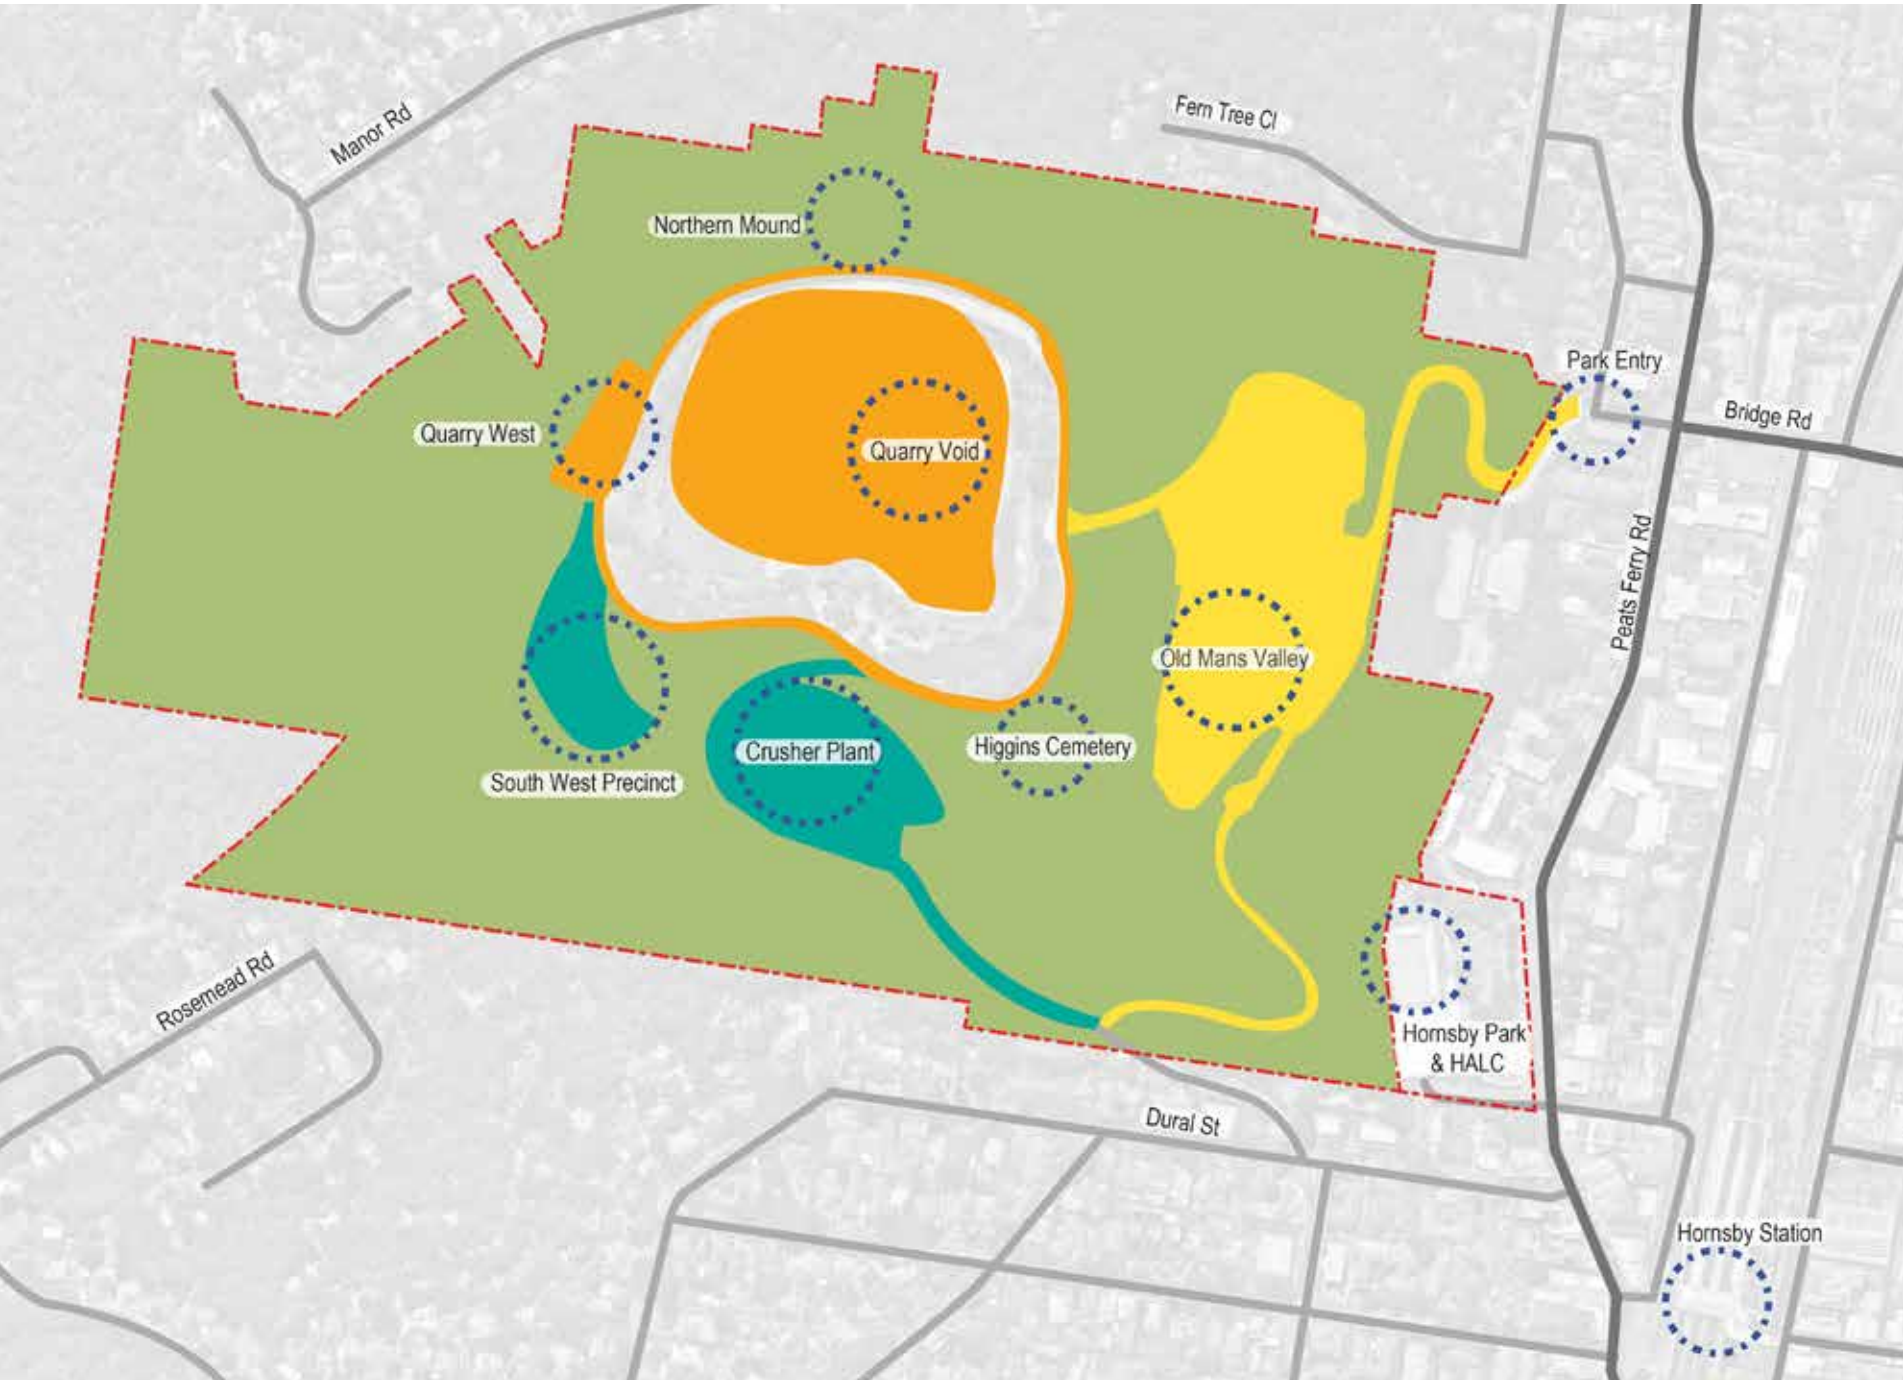 Manor Rd
Fern Tree Cl
Northern Mound
Park Entry
Bridge Rd
Quarry West
Quarry Void
Peats Ferry Rd
Old Mans Valley
Higgins Cemetery
Crusher Plant
South West Precinct
Rosemead Rd
Hornsby Park
& HALC
Dural St
Hornsby Station